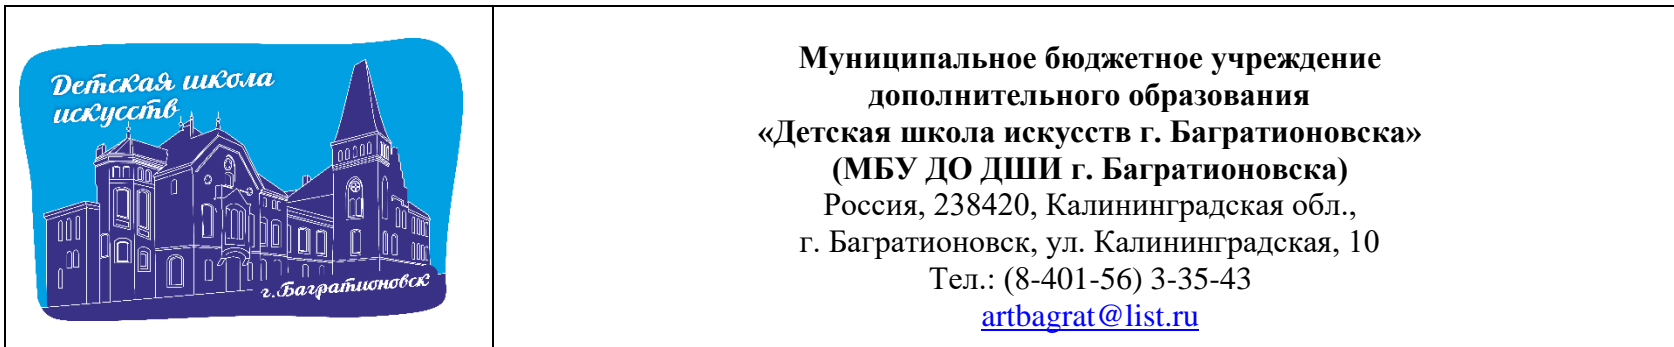 Детская школа
искусств
г.Багратионовск
Муниципальное бюджетное учреждение
дополнительного образования
«Детская школа искусств г. Багратионовска»
(МБУ ДО ДШИ г. Багратионовска)
Россия, 238420, Калининградская обл.,
г. Багратионовск, ул. Калининградская, 10
Тел.: (8-401-56) 3-35-43
artbagrat@list.ru